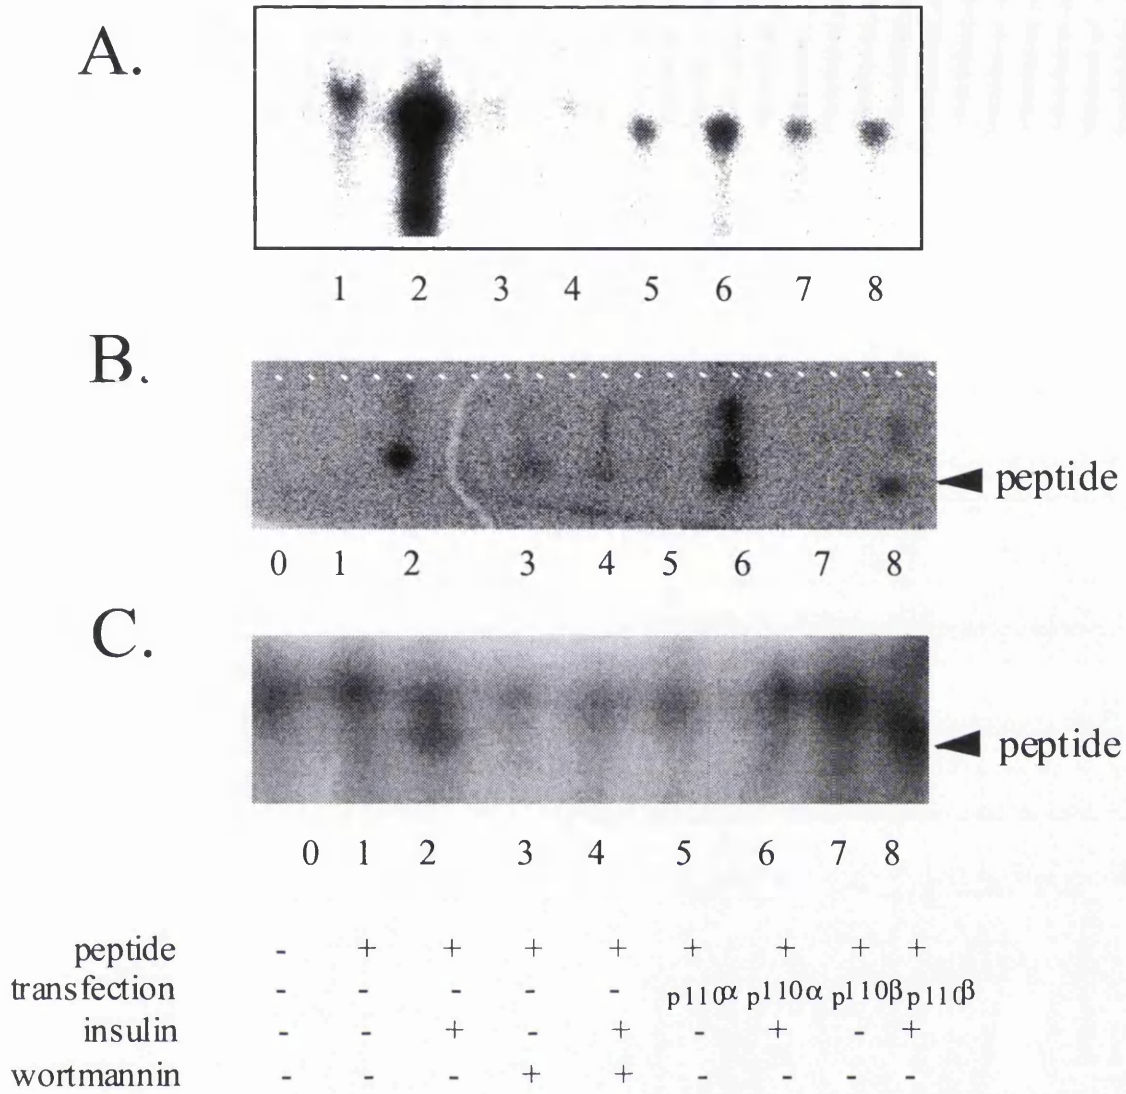 A.
1 2 3 4 5 6 7 8
B.
peptide
0 1 2 3 4 5 6 7 8
C.
peptide
0 1 2 3 4 5 6 7 8
peptide - + + + + + + + +
transfection - - - - - p110α p110α p110β p110β
insulin - - + - + - + - +
wortmannin - - - + + - - - -